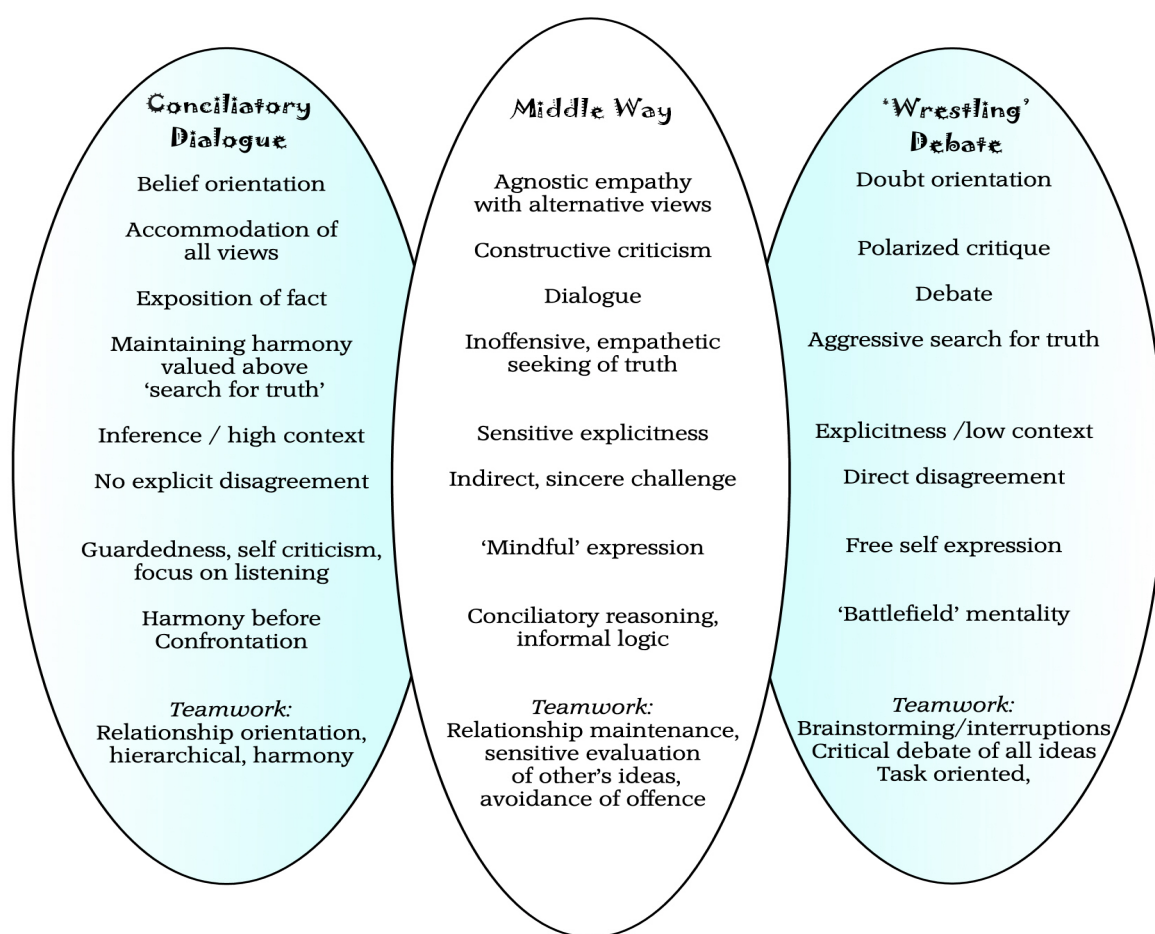 Conciliatory
Dialogue
Belief orientation
Accommodation of
all views
Exposition of fact
Maintaining harmony
valued above
‘search for truth’
Inference / high context
No explicit disagreement
Guardedness, self criticism,
focus on listening
Harmony before
Confrontation
Teamwork:
Relationship orientation,
hierarchical, harmony
Middle Way
Agnostic empathy
with alternative views
Constructive criticism
Dialogue
Inoffensive, empathetic
seeking of truth
Sensitive explicitness
Indirect, sincere challenge
‘Mindful’ expression
Conciliatory reasoning,
informal logic
Teamwork:
Relationship maintenance,
sensitive evaluation
of other’s ideas,
avoidance of offence
‘Wrestling’
Debate
Doubt orientation
Polarized critique
Debate
Aggressive search for truth
Explicitness /low context
Direct disagreement
Free self expression
‘Battlefield’ mentality
Teamwork:
Brainstorming/interruptions
Critical debate of all ideas
Task oriented,